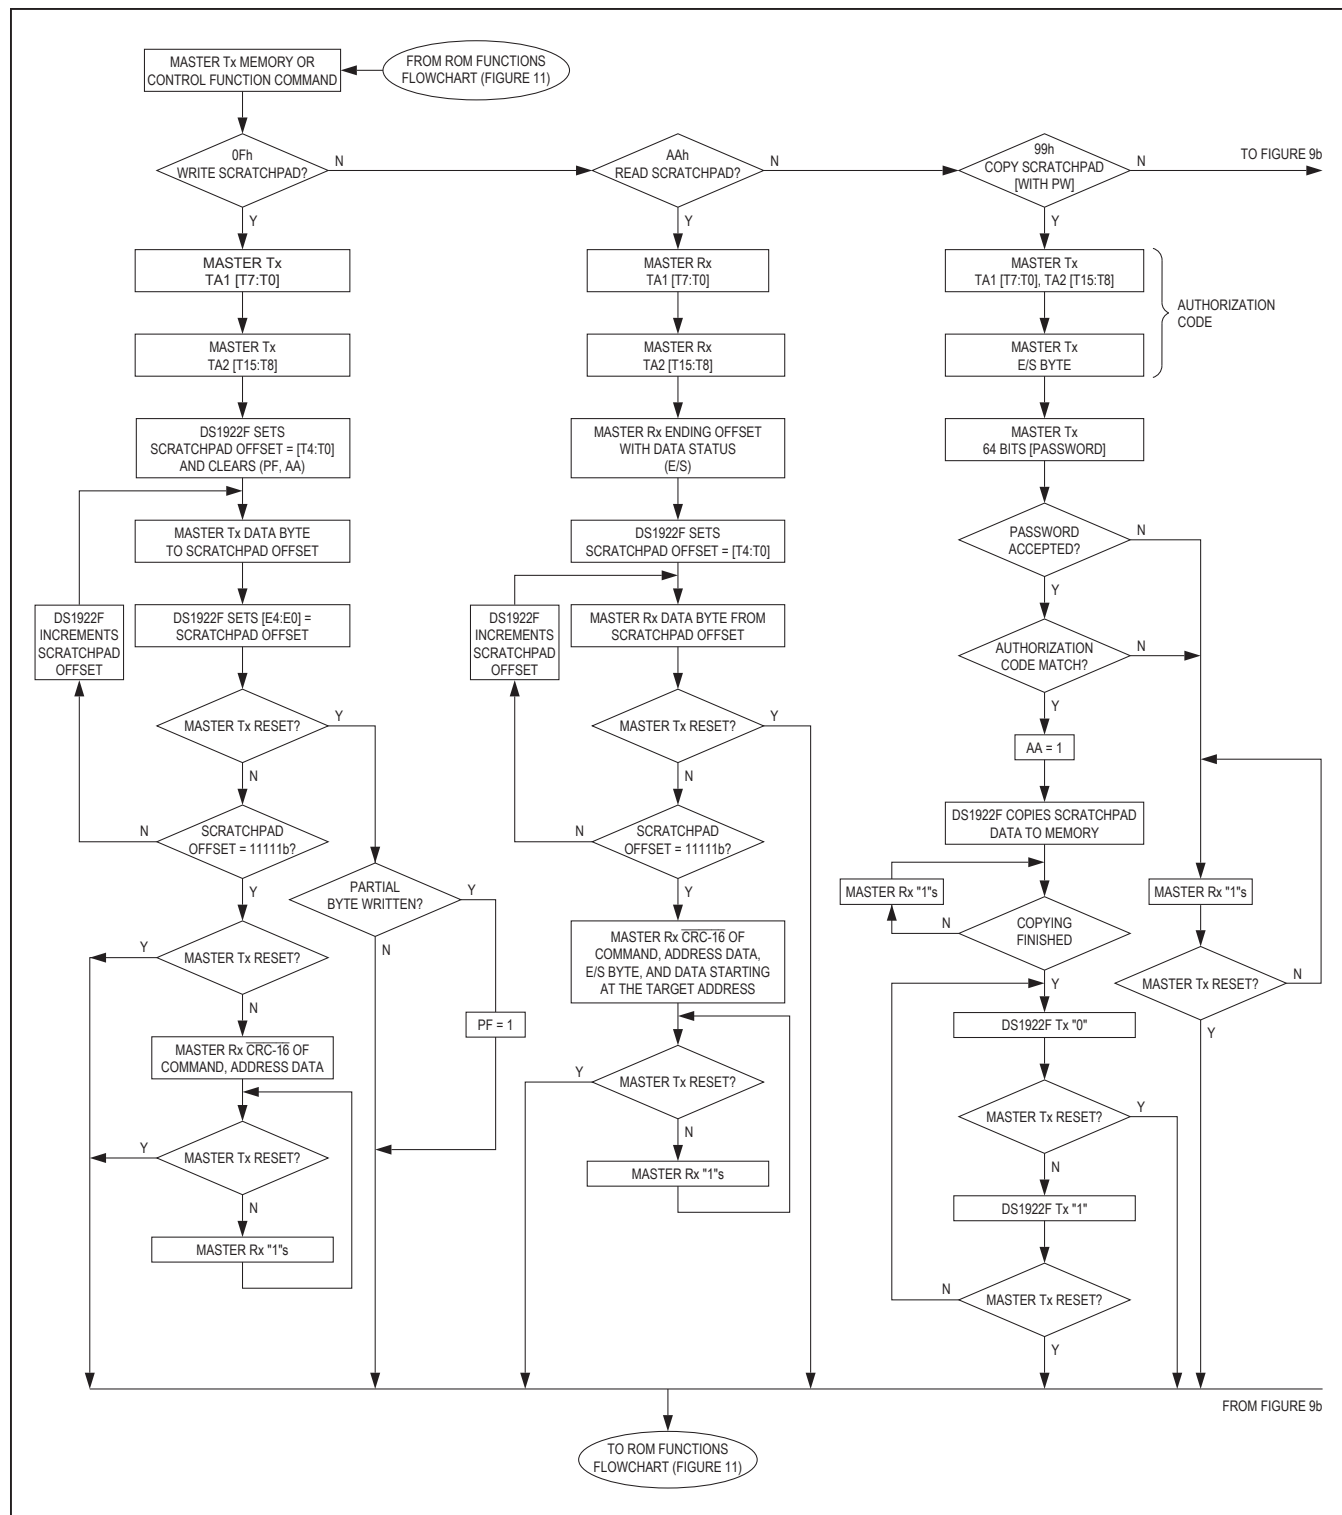 MASTER Tx MEMORY OR
CONTROL FUNCTION COMMAND
FROM ROM FUNCTIONS
FLOWCHART (FIGURE 11)
0Fh
WRITE SCRATCHPAD?
N
Y
MASTER Tx
TA1 [T7:T0]
MASTER Tx
TA2 [T15:T8]
DS1922F SETS
SCRATCHPAD OFFSET = [T4:T0]
AND CLEARS (PF, AA)
MASTER Tx DATA BYTE
TO SCRATCHPAD OFFSET
DS1922F SETS [E4:E0] =
SCRATCHPAD OFFSET
DS1922F
INCREMENTS
SCRATCHPAD
OFFSET
MASTER Tx RESET?
Y
N
SCRATCHPAD
OFFSET = 11111b?
N
Y
PARTIAL
BYTE WRITTEN?
Y
N
PF = 1
MASTER Tx RESET?
Y
N
MASTER Rx CRC-16 OF
COMMAND, ADDRESS DATA
MASTER Tx RESET?
Y
N
MASTER Rx "1"s
AAh
READ SCRATCHPAD?
N
Y
MASTER Rx
TA1 [T7:T0]
MASTER Rx
TA2 [T15:T8]
MASTER Rx ENDING OFFSET
WITH DATA STATUS
(E/S)
DS1922F SETS
SCRATCHPAD OFFSET = [T4:T0]
MASTER Rx DATA BYTE FROM
SCRATCHPAD OFFSET
DS1922F
INCREMENTS
SCRATCHPAD
OFFSET
MASTER Tx RESET?
Y
N
SCRATCHPAD
OFFSET = 11111b?
N
Y
MASTER Rx CRC-16 OF
COMMAND, ADDRESS DATA,
E/S BYTE, AND DATA STARTING
AT THE TARGET ADDRESS
MASTER Tx RESET?
Y
N
MASTER Rx "1"s
99h
COPY SCRATCHPAD
[WITH PW]
N
Y
TO FIGURE 9b
MASTER Tx
TA1 [T7:T0], TA2 [T15:T8]
MASTER Tx
E/S BYTE
AUTHORIZATION
CODE
MASTER Tx
64 BITS [PASSWORD]
PASSWORD
ACCEPTED?
N
Y
AUTHORIZATION
CODE MATCH?
N
Y
AA = 1
DS1922F COPIES SCRATCHPAD
DATA TO MEMORY
MASTER Rx "1"s
COPYING
FINISHED
N
Y
MASTER Rx "1"s
MASTER Tx RESET?
N
Y
DS1922F Tx "0"
MASTER Tx RESET?
Y
N
DS1922F Tx "1"
MASTER Tx RESET?
N
Y
FROM FIGURE 9b
TO ROM FUNCTIONS
FLOWCHART (FIGURE 11)